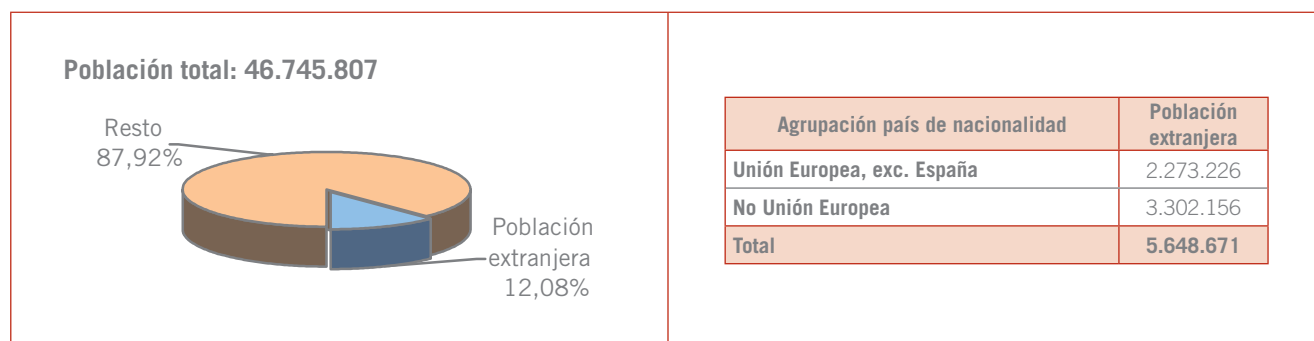 Población total: 46.745.807
Resto
87,92%
Población
extranjera
12,08%
Agrupación país de nacionalidad
Población
extranjera
Unión Europea, exc. España
2.273.226
No Unión Europea
3.302.156
Total
5.648.671